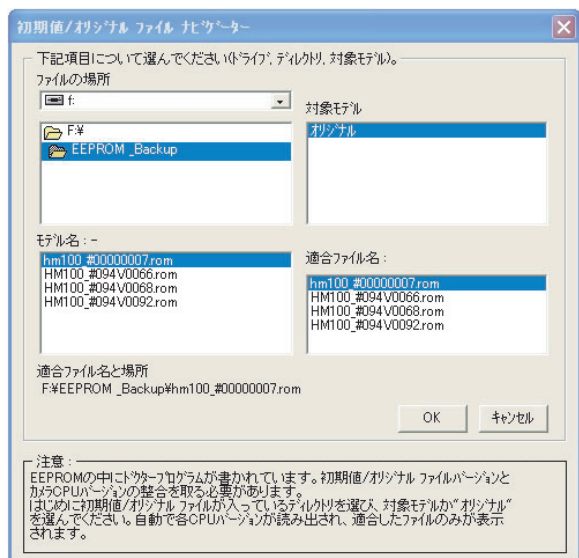 初期値/オリジナル ファイル ナビゲーター
下記項目について選んでください(ドライブ, ディレクトリ, 対象モデル)。
ファイルの場所
f:
対象モデル
F:¥
EEPROM _Backup
オリジナル
モデル名 : -
適合ファイル名 :
hm100_#00000007.rom
HM100_#094V0066.rom
HM100_#094V0068.rom
HM100_#094V0092.rom
hm100_#00000007.rom
HM100_#094V0066.rom
HM100_#094V0068.rom
HM100_#094V0092.rom
適合ファイル名と場所
F:¥EEPROM _Backup¥hm100_#00000007.rom
OK
キャンセル
注意 :
EEPROMの中にドクタープログラムが書かれています。初期値/オリジナル ファイルバージョンと
カメラCPUバージョンの整合を取る必要があります。
はじめに初期値/オリジナル ファイルが入っているディレクトリを選び、対象モデルが"オリジナル"
を選んでください。自動で各CPUバージョンが読み出され、適合したファイルのみが表示
されます。